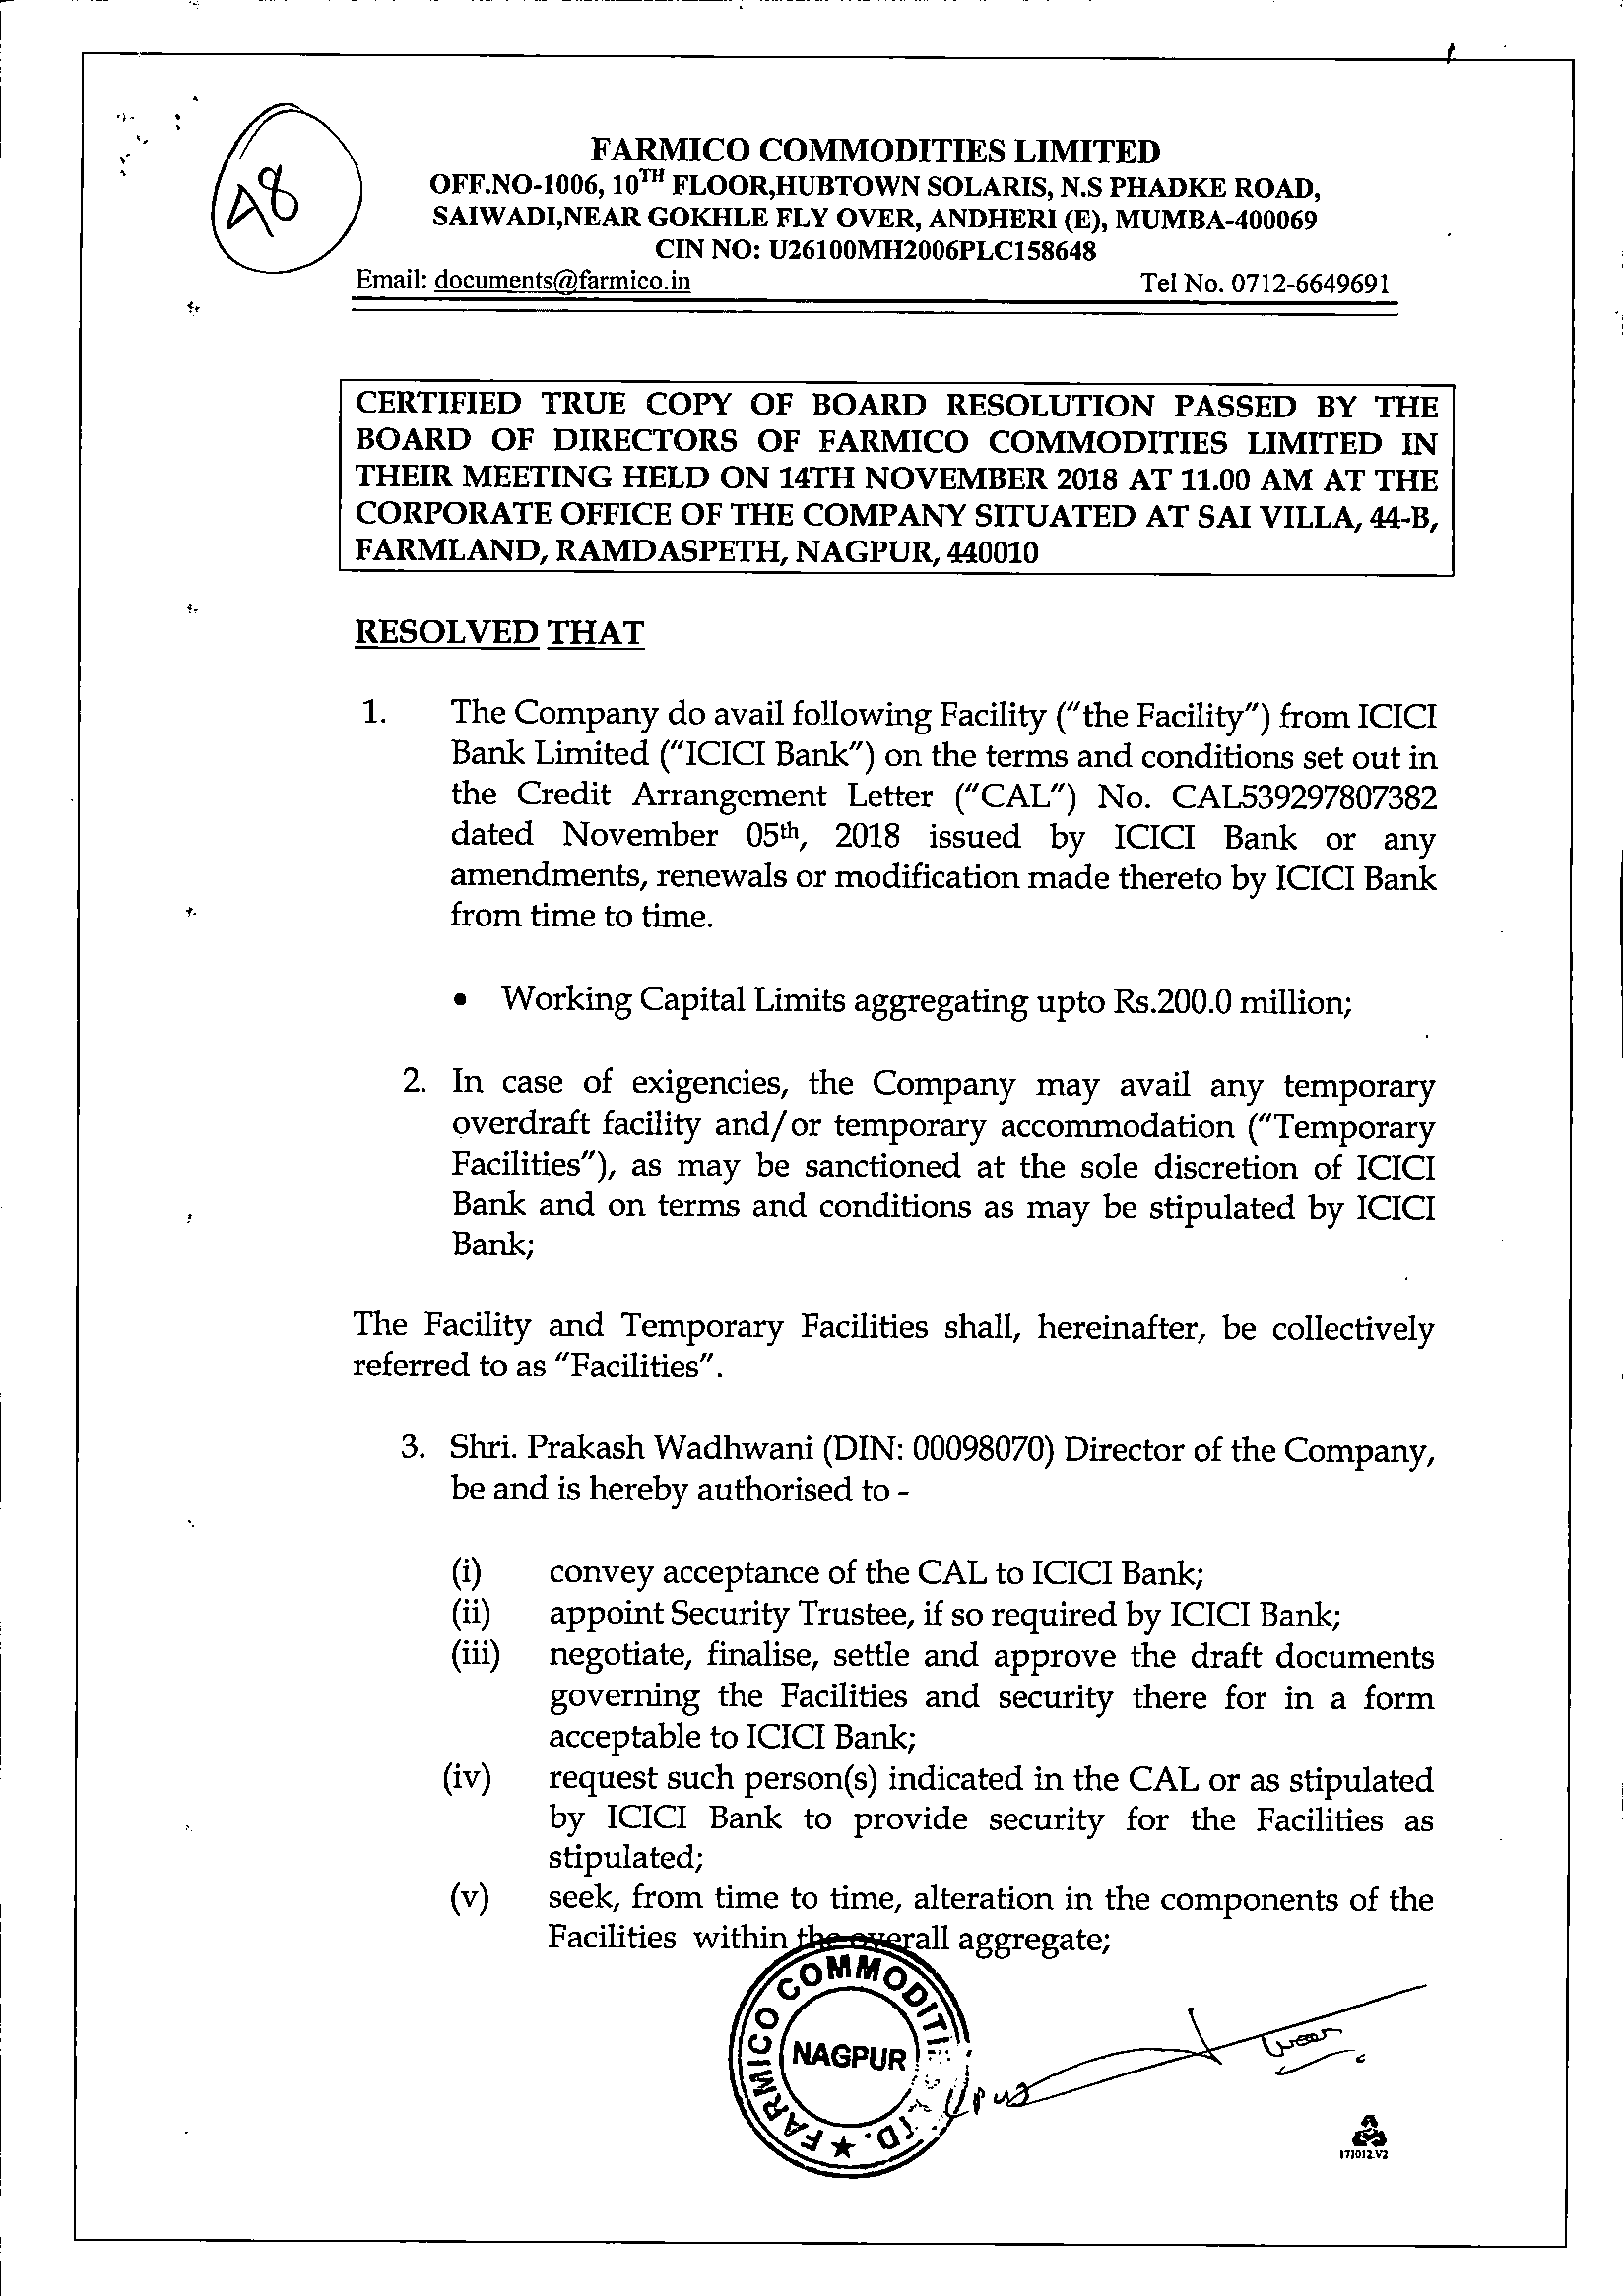 A8
FARMICO COMMODITIES LIMITED
OFF.NO-1006, 10TH FLOOR,HUBTOWN SOLARIS, N.S PHADKE ROAD,
SAIWADI,NEAR GOKHLE FLY OVER, ANDHERI (E), MUMBA-400069
CIN NO: U26100MH2006PLC158648
Email: documents@farmico.in Tel No. 0712-6649691
CERTIFIED TRUE COPY OF BOARD RESOLUTION PASSED BY THE
BOARD OF DIRECTORS OF FARMICO COMMODITIES LIMITED IN
THEIR MEETING HELD ON 14TH NOVEMBER 2018 AT 11.00 AM AT THE
CORPORATE OFFICE OF THE COMPANY SITUATED AT SAI VILLA, 44-B,
FARMLAND, RAMDASPETH, NAGPUR, 440010
RESOLVED THAT
1. The Company do avail following Facility ("the Facility") from ICICI
Bank Limited ("ICICI Bank") on the terms and conditions set out in
the Credit Arrangement Letter ("CAL") No. CAL539297807382
dated November 05th, 2018 issued by ICICI Bank or any
amendments, renewals or modification made thereto by ICICI Bank
from time to time.
• Working Capital Limits aggregating upto Rs.200.0 million;
2. In case of exigencies, the Company may avail any temporary
overdraft facility and/or temporary accommodation ("Temporary
Facilities"), as may be sanctioned at the sole discretion of ICICI
Bank and on terms and conditions as may be stipulated by ICICI
Bank;
The Facility and Temporary Facilities shall, hereinafter, be collectively
referred to as "Facilities".
3. Shri. Prakash Wadhwani (DIN: 00098070) Director of the Company,
be and is hereby authorised to -
(i) convey acceptance of the CAL to ICICI Bank;
(ii) appoint Security Trustee, if so required by ICICI Bank;
(iii) negotiate, finalise, settle and approve the draft documents
governing the Facilities and security there for in a form
acceptable to ICICI Bank;
(iv) request such person(s) indicated in the CAL or as stipulated
by ICICI Bank to provide security for the Facilities as
stipulated;
(v) seek, from time to time, alteration in the components of the
Facilities within the overall aggregate;
FARMICO COMMODITI LTD. ★
NAGPUR
171012.V2